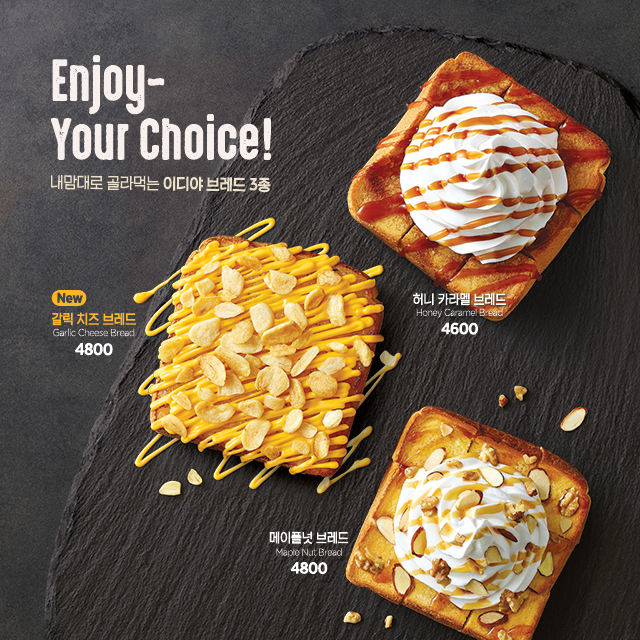 Enjoy-
Your Choice!
내맘대로 골라먹는 이디야 브레드 3종
New
갈릭 치즈 브레드
Garlic Cheese Bread
4800
허니 카라멜 브레드
Honey Caramel Bread
4600
메이플넛 브레드
Maple Nut Bread
4800